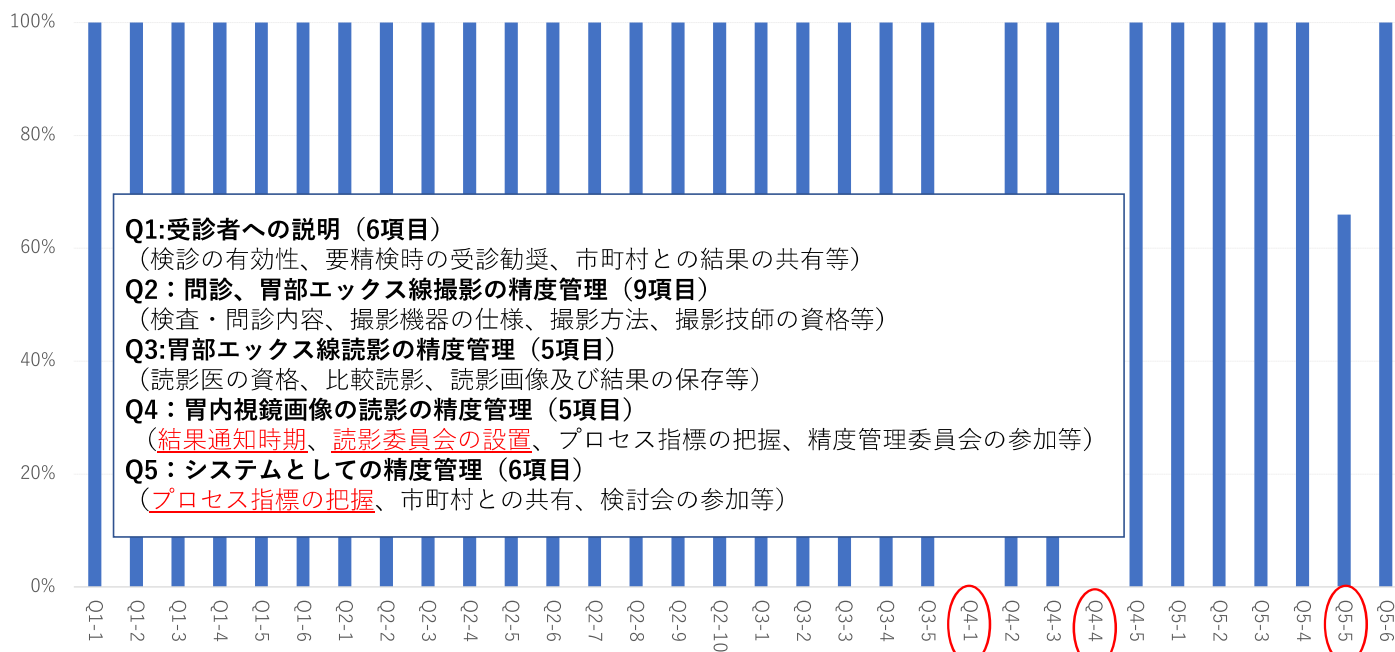 100%
80%
60%
40%
20%
0%
Q1:受診者への説明（6項目）
（検診の有効性、要精検時の受診勧奨、市町村との結果の共有等）
Q2：問診、胃部エックス線撮影の精度管理（9項目）
（検査・問診内容、撮影機器の仕様、撮影方法、撮影技師の資格等）
Q3:胃部エックス線読影の精度管理（5項目）
（読影医の資格、比較読影、読影画像及び結果の保存等）
Q4：胃内視鏡画像の読影の精度管理（5項目）
（結果通知時期、読影委員会の設置、プロセス指標の把握、精度管理委員会の参加等）
Q5：システムとしての精度管理（6項目）
（プロセス指標の把握、市町村との共有、検討会の参加等）
Q1-1
Q1-2
Q1-3
Q1-4
Q1-5
Q1-6
Q2-1
Q2-2
Q2-3
Q2-4
Q2-5
Q2-6
Q2-7
Q2-8
Q2-9
Q2-10
Q3-1
Q3-2
Q3-3
Q3-4
Q3-5
Q4-1
Q4-2
Q4-3
Q4-4
Q4-5
Q5-1
Q5-2
Q5-3
Q5-4
Q5-5
Q5-6